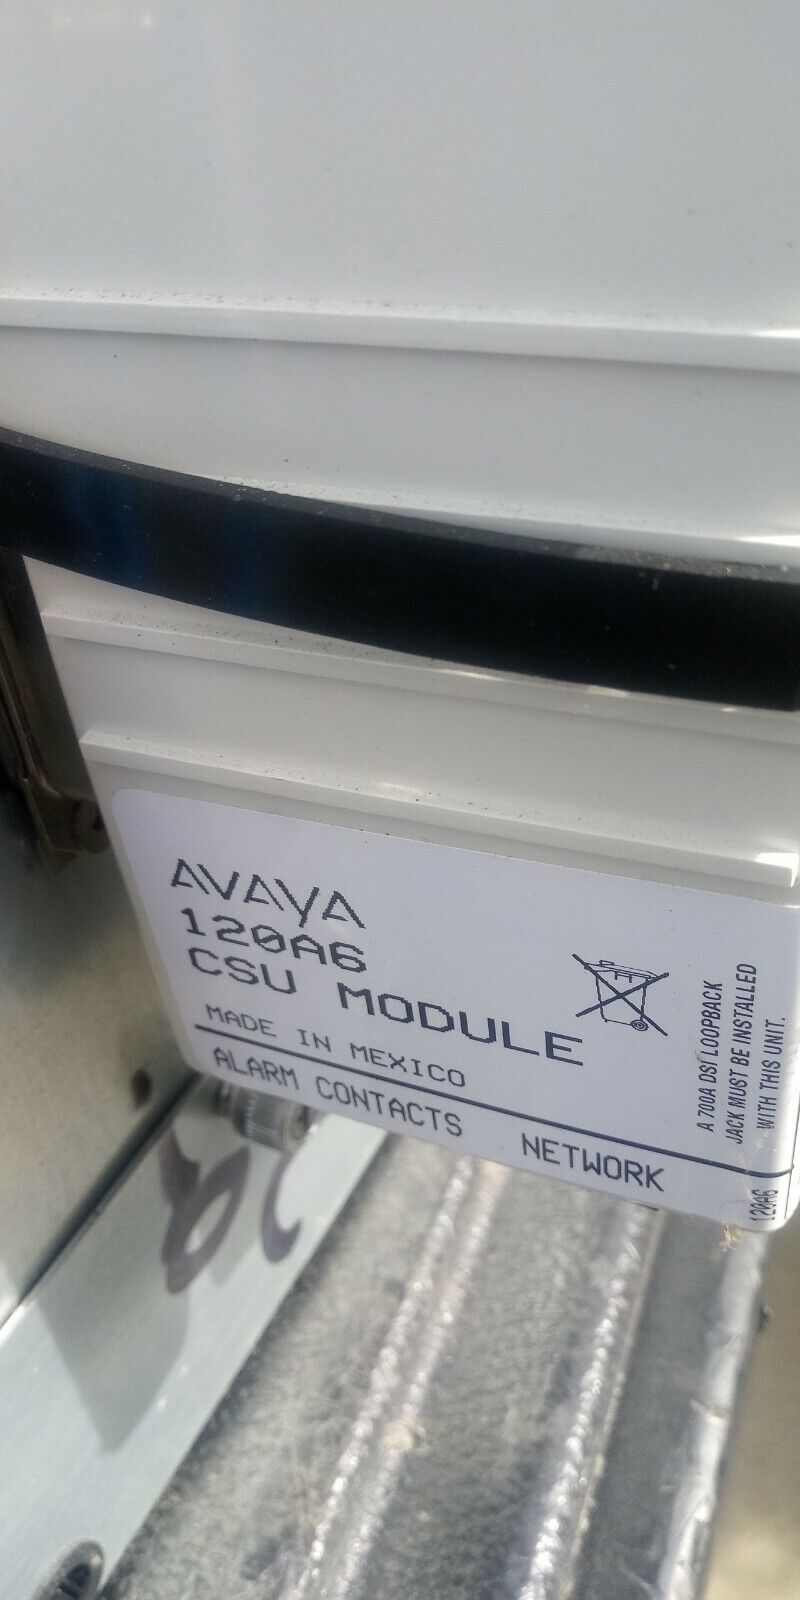 AVAYA
120A6
CSU MODULE
MADE IN MEXICO
ALARM CONTACTS NETWORK
A 700A DSI LOOPBACK
JACK MUST BE INSTALLED
WITH THIS UNIT.
120A6